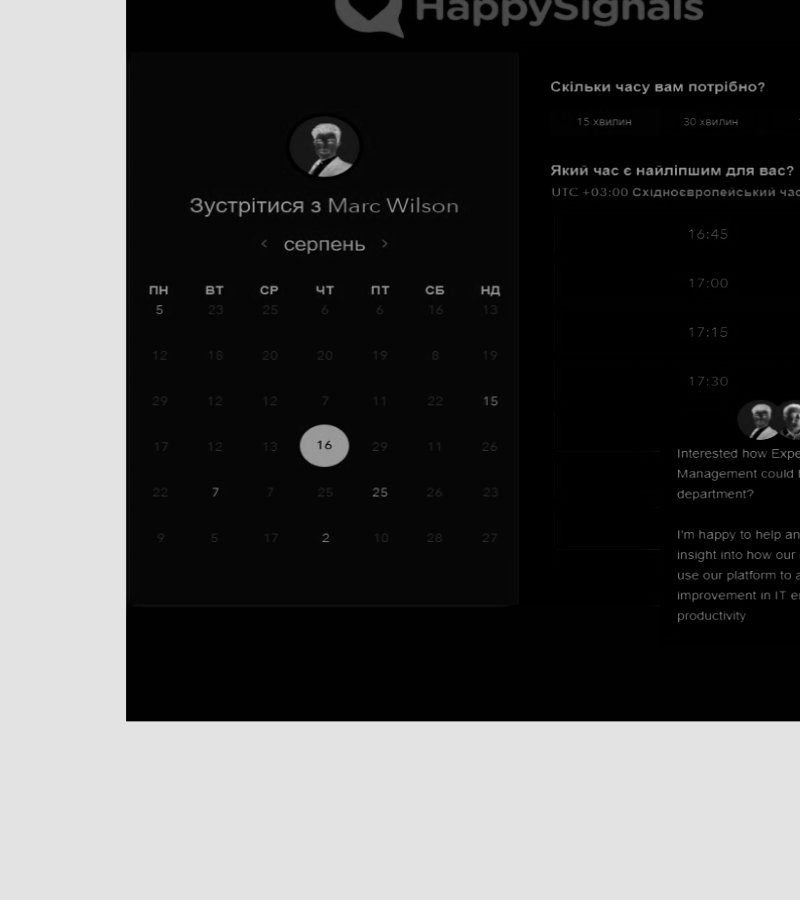 HappySignals
Зустрітися з Marc Wilson
серпень
ПН ВТ СР ЧТ ПТ СБ НД
5 23 25 6 6 16 13
12 18 20 20 19 8 19
29 12 12 7 11 22 15
17 12 13 16 29 11 26
22 7 7 25 25 26 23
9 5 17 2 10 28 27
Скільки часу вам потрібно?
15 хвилин 30 хвилин
Який час є найліпшим для вас?
UTC +03:00 Східноєвропейський час
16:45
17:00
17:15
17:30
Interested how Expe
Management could
department?
I'm happy to help an
insight into how our
use our platform to a
improvement in IT e
productivity.